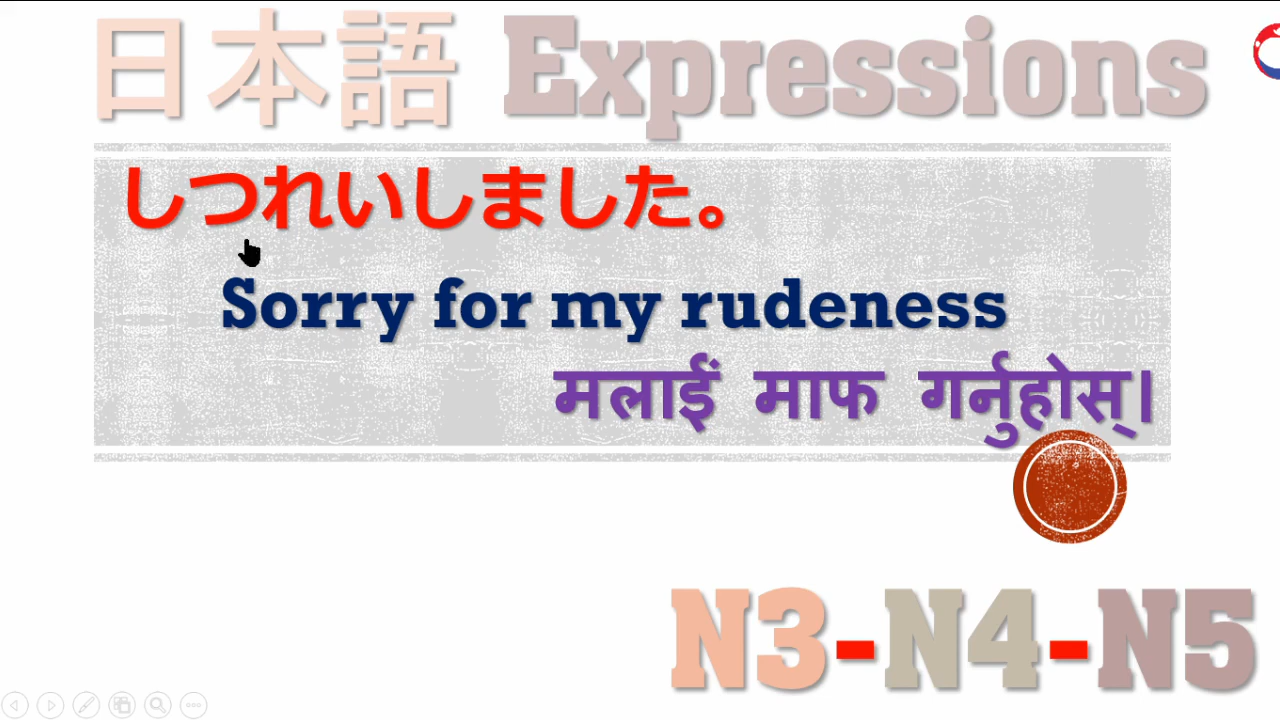 日本語 Expressions
しつれいしました。
Sorry for my rudeness
मलाईं माफ गर्नुहोस्।
N3-N4-N5